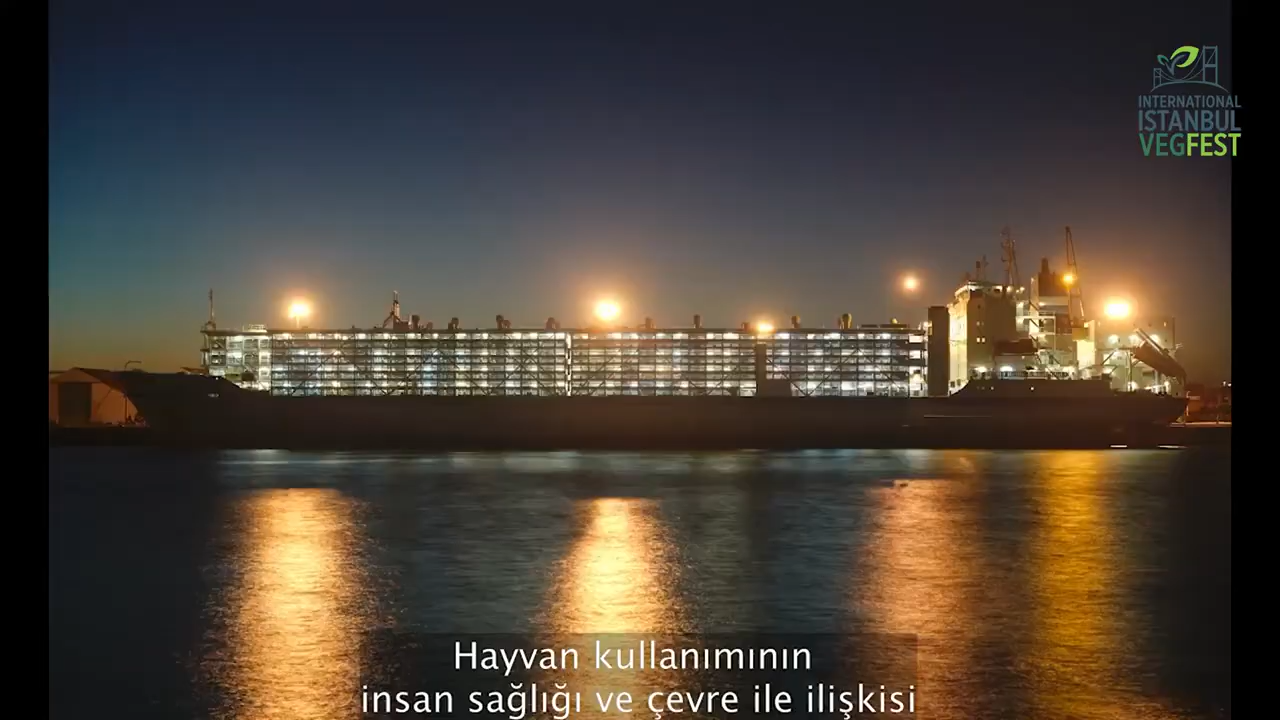 INTERNATIONAL
ISTANBUL
VEGFEST
Hayvan kullanımının
insan sağlığı ve çevre ile ilişkisi